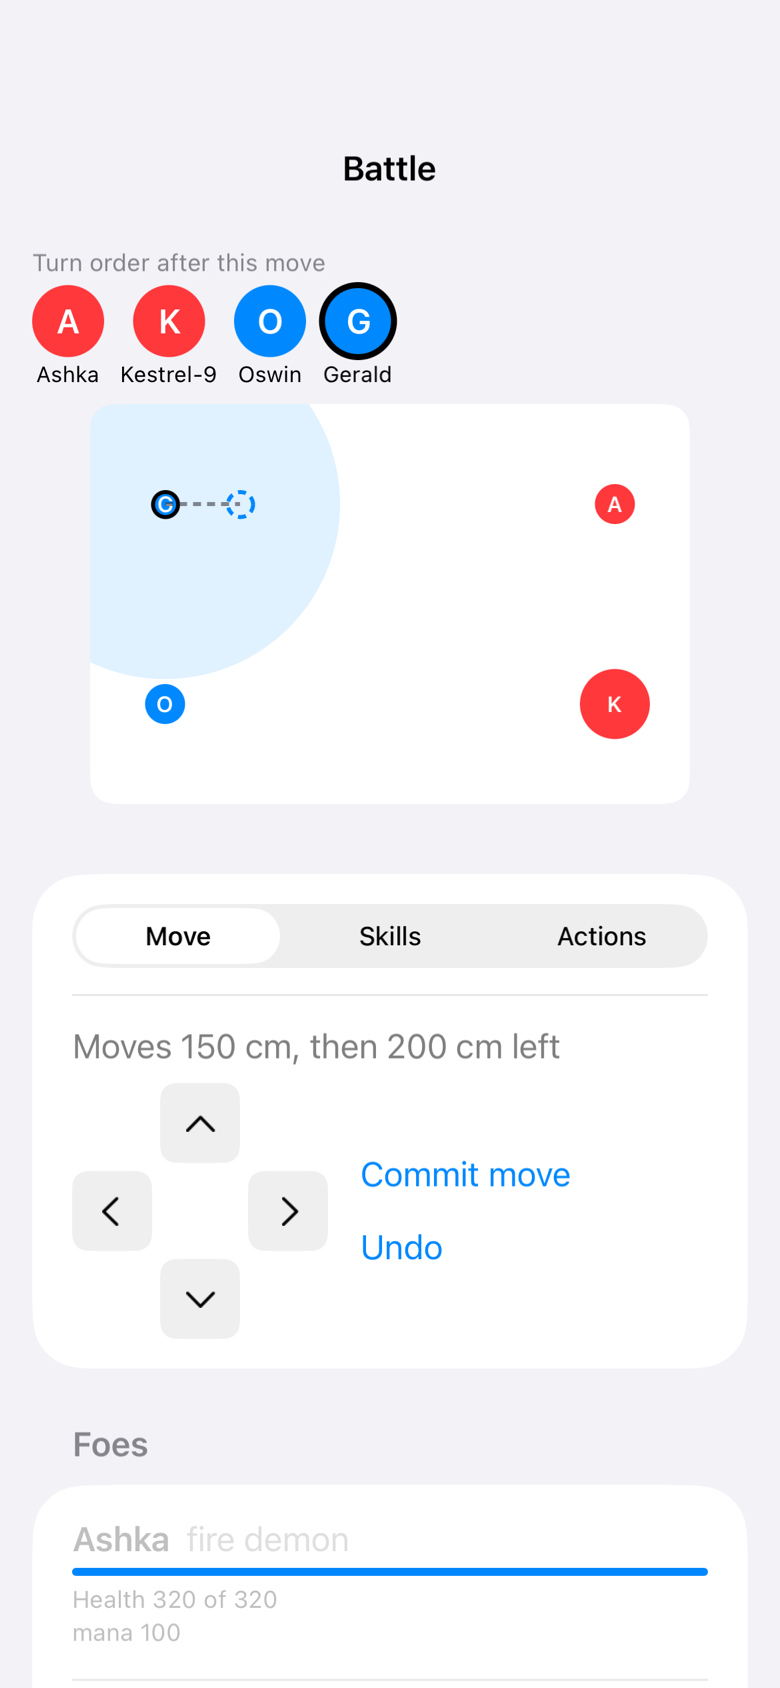 Battle
Turn order after this move
A K O G
Ashka Kestrel-9 Oswin Gerald
G A
O K
Move Skills Actions
Moves 150 cm, then 200 cm left
Commit move
Undo
Foes
Ashka fire demon
Health 320 of 320
mana 100